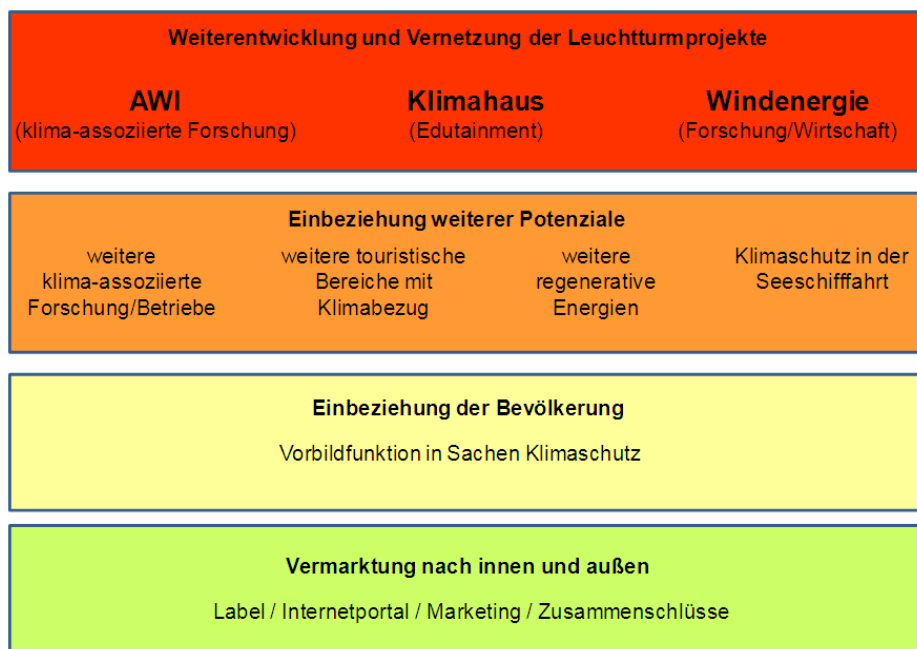 Weiterentwicklung und Vernetzung der Leuchtturmprojekte
AWI
(klima-assoziierte Forschung)
Klimahaus
(Edutainment)
Windenergie
(Forschung/Wirtschaft)
Einbeziehung weiterer Potenziale
weitere
klima-assoziierte
Forschung/Betriebe
weitere touristische
Bereiche mit
Klimabezug
weitere
regenerative
Energien
Klimaschutz in der
Seeschifffahrt
Einbeziehung der Bevölkerung
Vorbildfunktion in Sachen Klimaschutz
Vermarktung nach innen und außen
Label / Internetportal / Marketing / Zusammenschlüsse